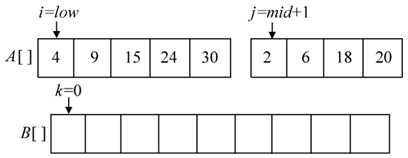 i=low j=mid+1
A[ ] 4 9 15 24 30 2 6 18 20
k=0
B[ ]